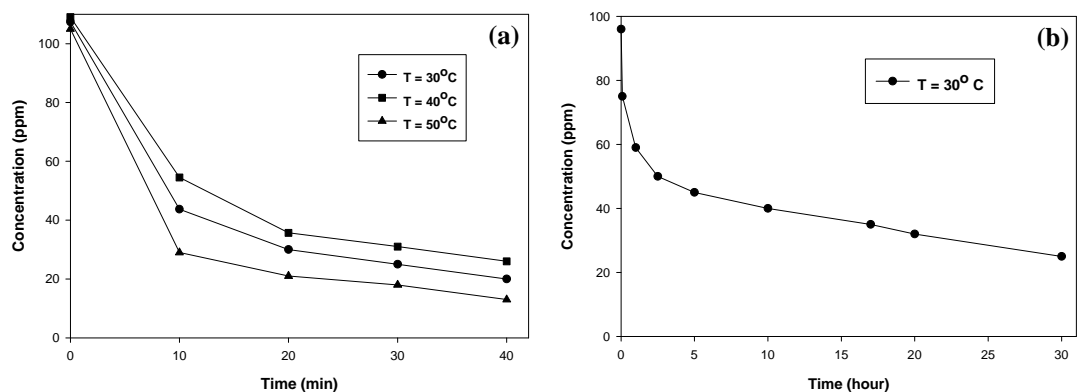 (a)
T = 30°C
T = 40°C
T = 50°C
Concentration (ppm)
100
80
60
40
20
0
0 10 20 30 40
Time (min)
(b)
T = 30° C
Concentration (ppm)
100
80
60
40
20
0
0 5 10 15 20 25 30
Time (hour)